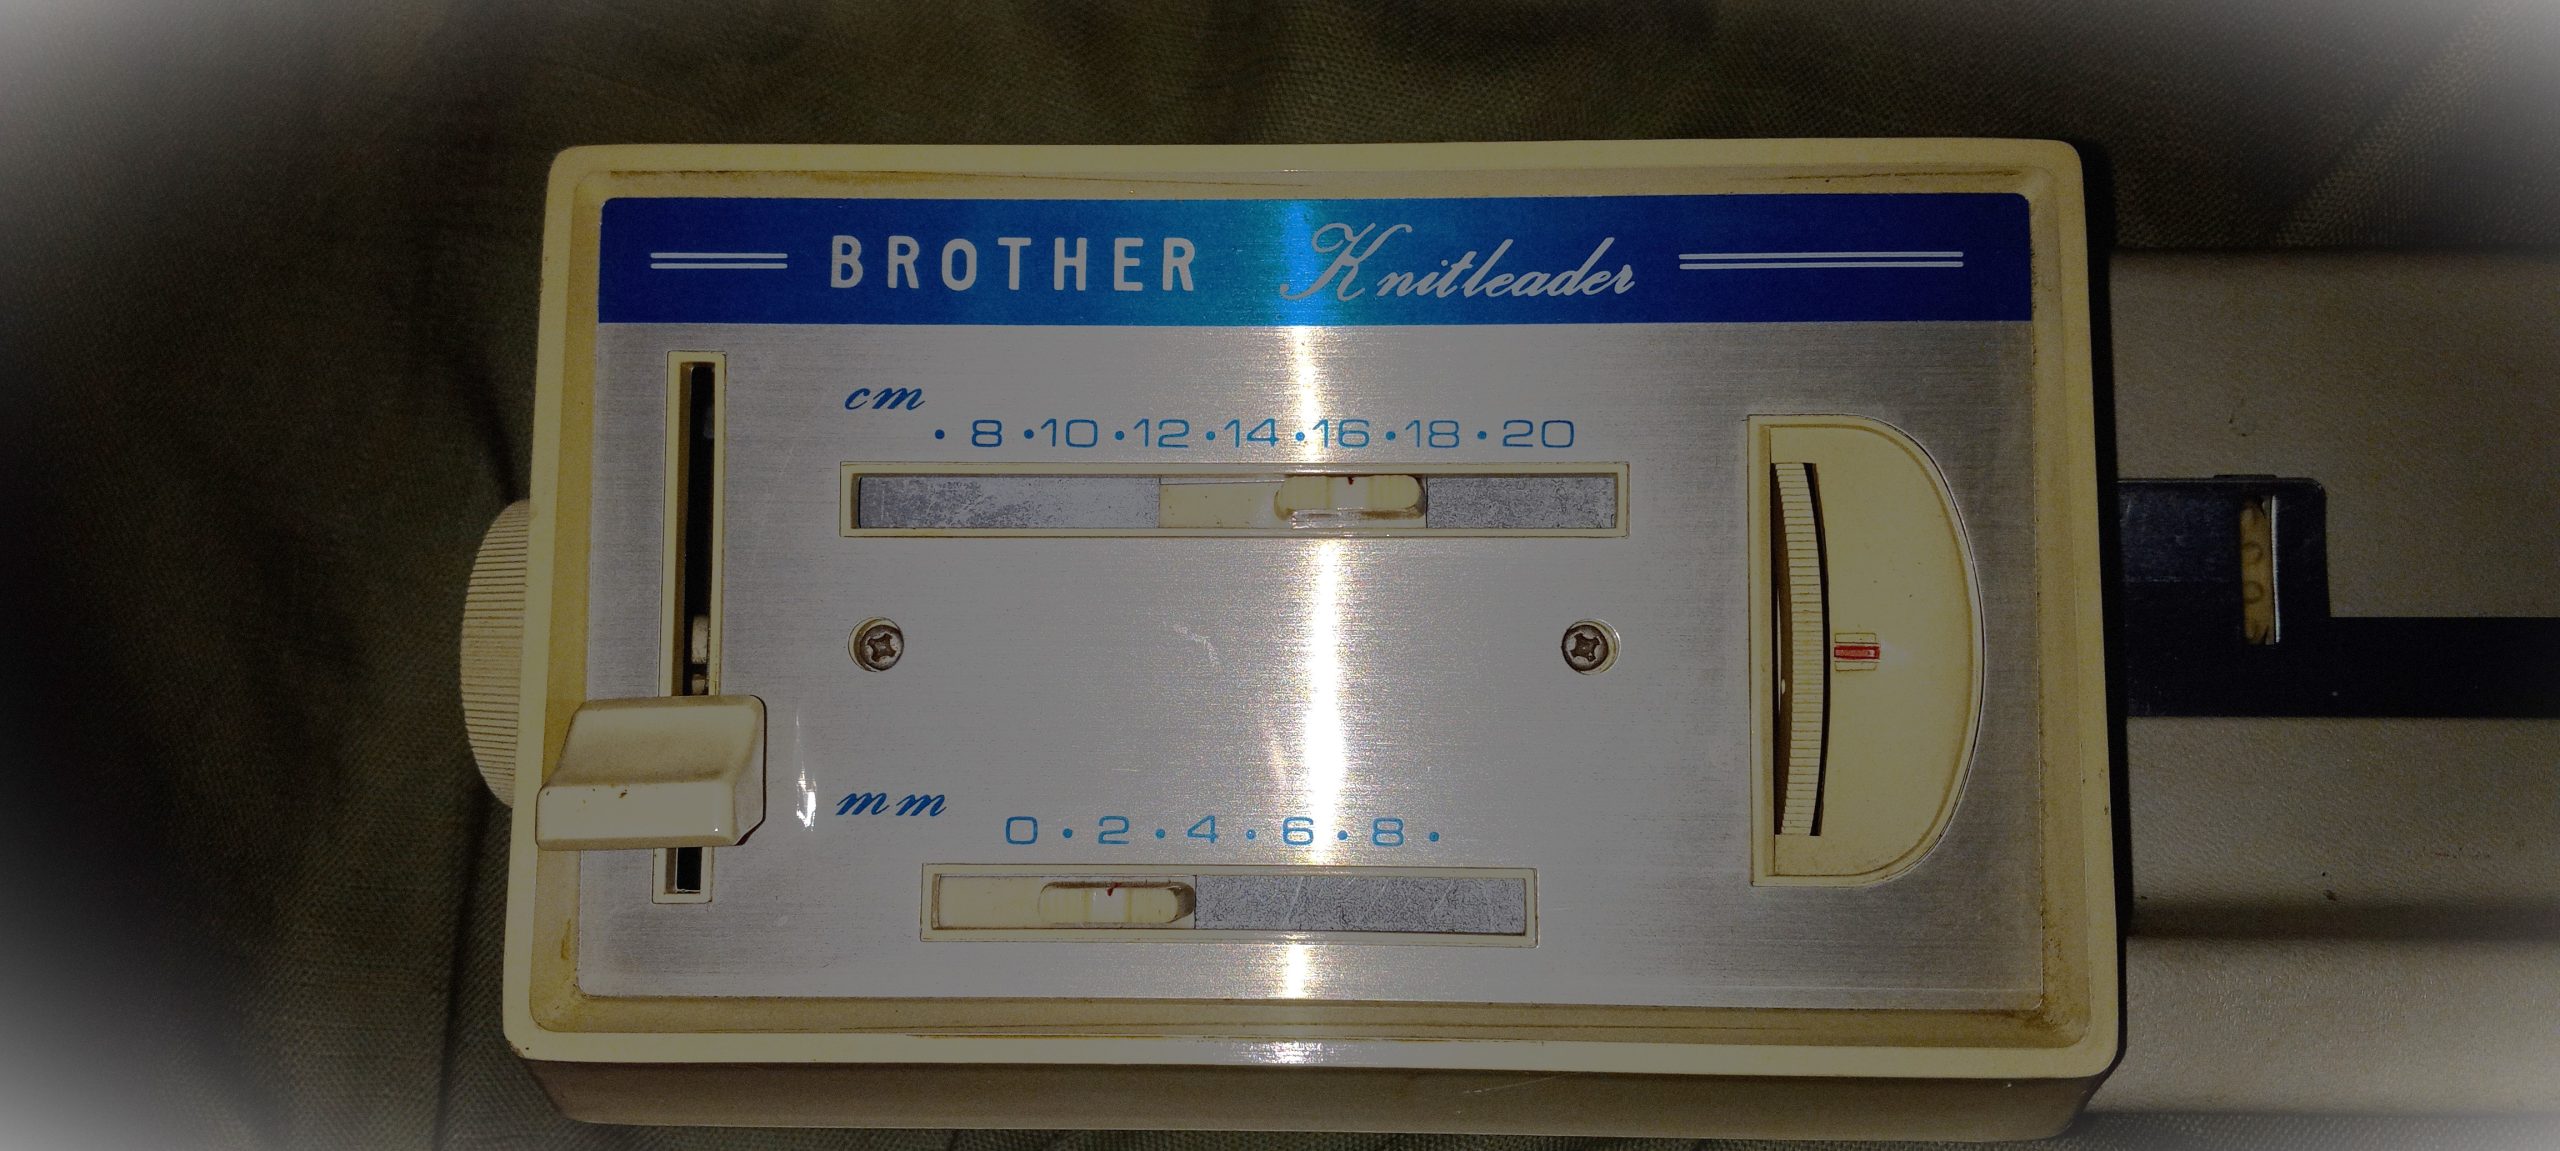 BROTHER Knitleader
cm
· 8 · 10 · 12 · 14 · 16 · 18 · 20
mm
0 · 2 · 4 · 6 · 8 ·